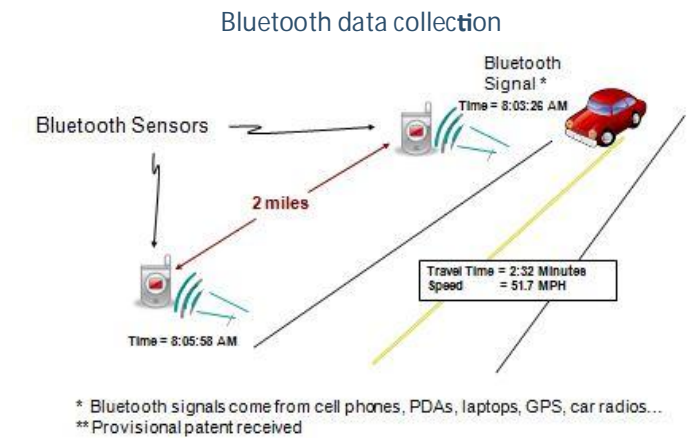 Bluetooth data collection
Bluetooth
Signal *
Time = 8:03:26 AM
Bluetooth Sensors
2 miles
Travel Time = 2:32 Minutes
Speed = 51.7 MPH
Time = 8:05:58 AM
* Bluetooth signals come from cell phones, PDAs, laptops, GPS, car radios...
** Provisional patent received